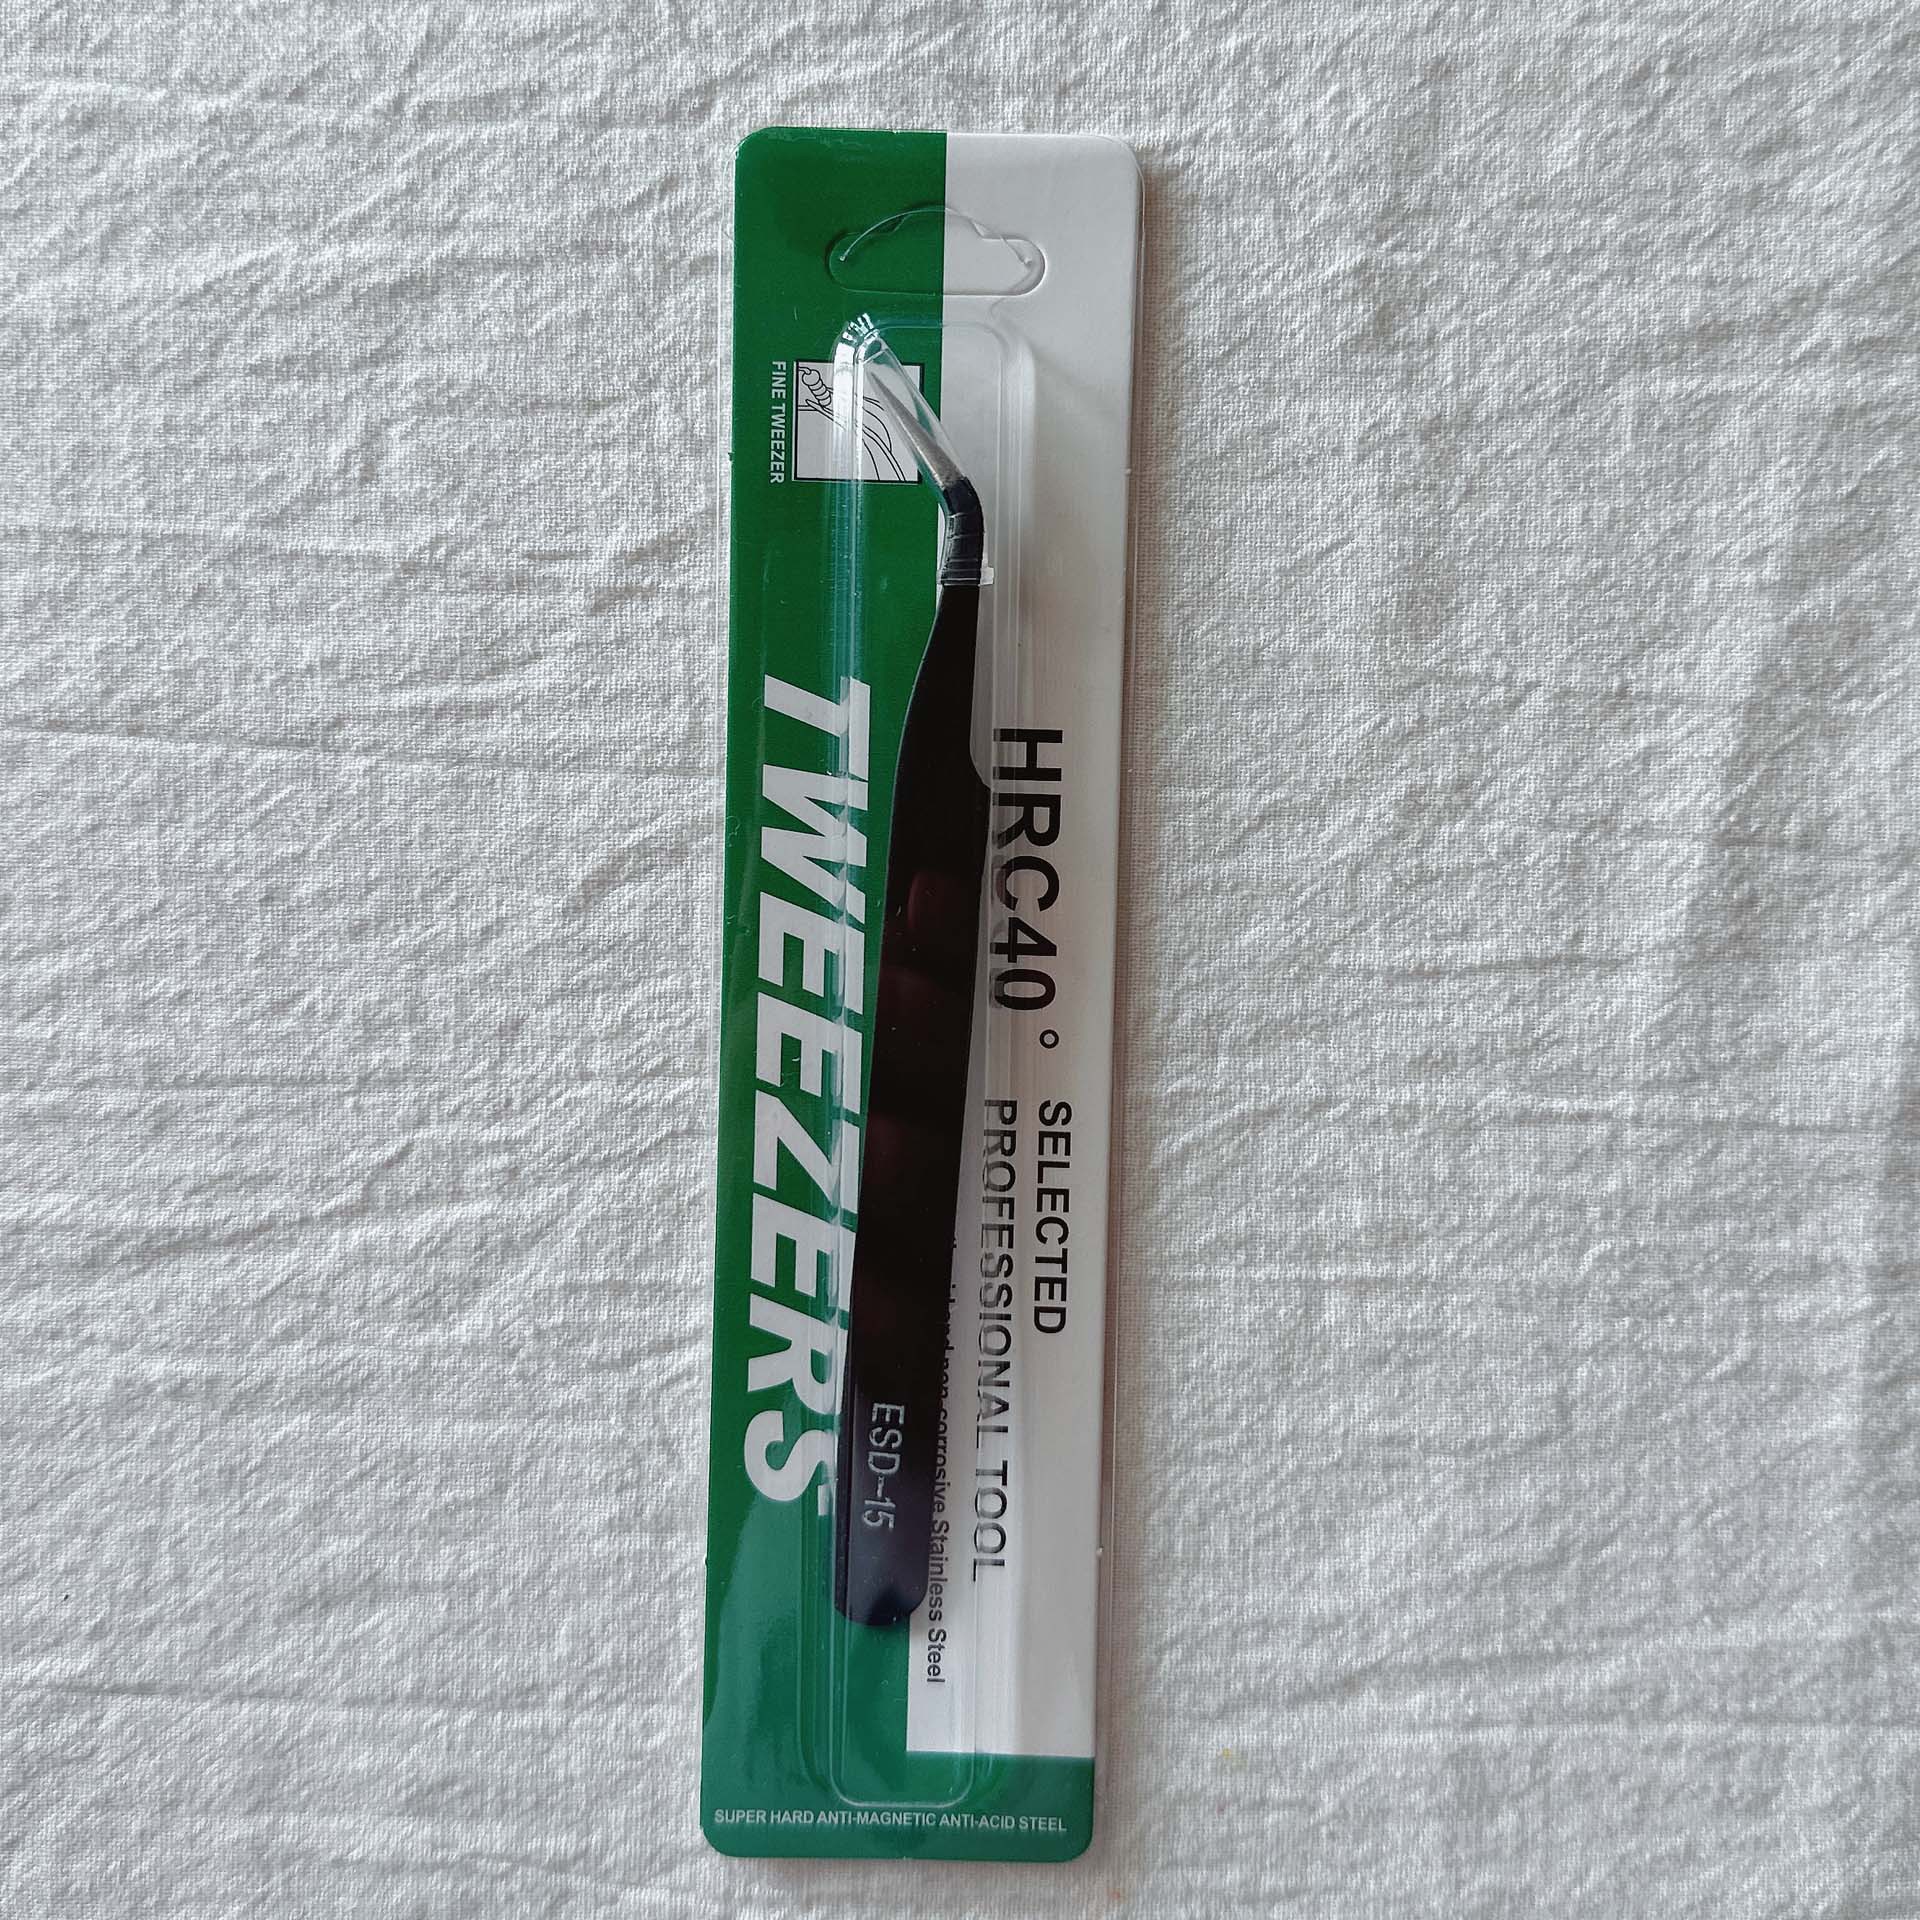 FINE TWEEZER
TWEEZERS
HRC40°
SELECTED
PROFESSIONAL TOOL
corrosive Stainless Steel
ESD-15
SUPER HARD ANTI-MAGNETIC ANTI-ACID STEEL